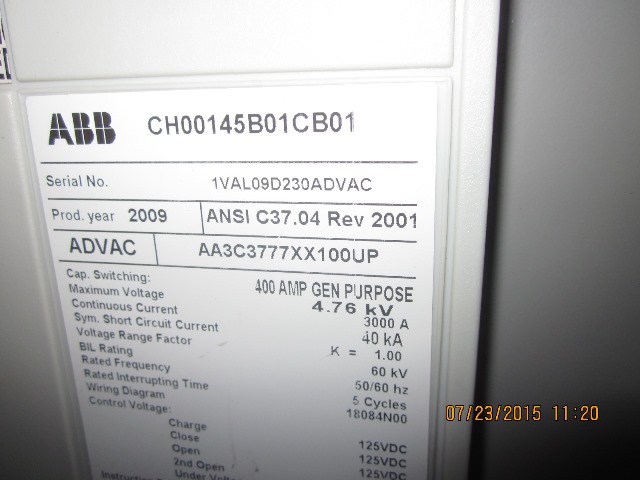 ABB CH00145B01CB01
Serial No. 1VAL09D230ADVAC
Prod. year 2009 ANSI C37.04 Rev 2001
ADVAC AA3C3777XX100UP
Cap. Switching: 400 AMP GEN PURPOSE
Maximum Voltage 4.76 kV
Continuous Current 3000 A
Sym. Short Circuit Current 40 kA
Voltage Range Factor K = 1.00
BIL Rating 60 kV
Rated Frequency 50/60 hz
Rated Interrupting Time 5 Cycles
Wiring Diagram 18084N00
Control Voltage:
Charge 125VDC
Close 125VDC
Open 125VDC
2nd Open
07/23/2015 11:20